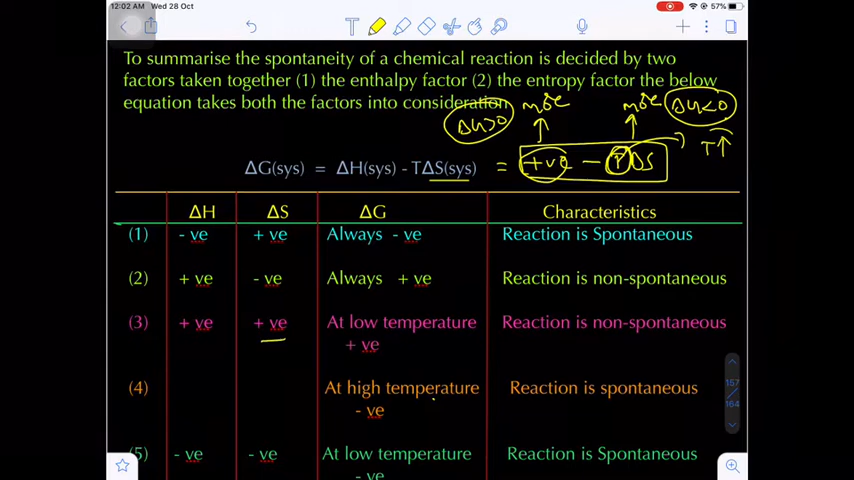 12:02 AM Wed 28 Oct
57%
To summarise the spontaneity of a chemical reaction is decided by two
factors taken together (1) the enthalpy factor (2) the entropy factor the below
equation takes both the factors into consideration
more more ΔG<0
T↑
ΔG(sys) = ΔH(sys) - TΔS(sys) = +ve - TΔS
ΔH ΔS ΔG Characteristics
(1) - ve + ve Always - ve Reaction is Spontaneous
(2) + ve - ve Always + ve Reaction is non-spontaneous
(3) + ve + ve At low temperature Reaction is non-spontaneous
+ ve
(4) At high temperature Reaction is spontaneous
- ve
(5) - ve - ve At low temperature Reaction is Spontaneous
- ve
157
164